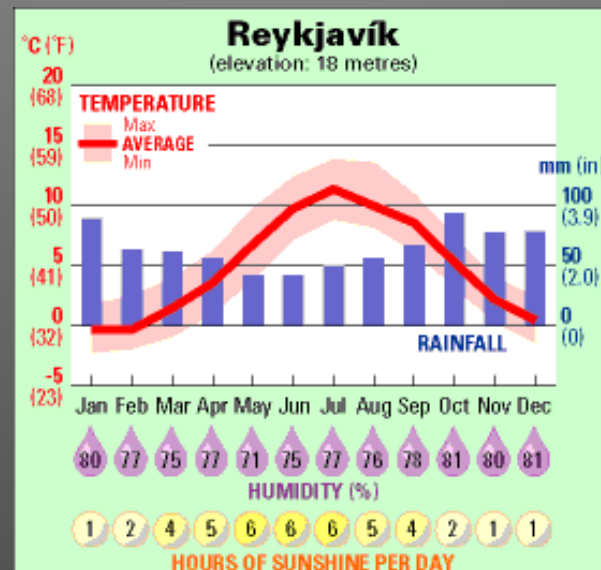 Reykjavík
(elevation: 18 metres)
°C (°F)
20
(68)
TEMPERATURE
Max
AVERAGE
Min
15
(59)
mm (in
10
(50)
100
(3.9)
5
(41)
50
(2.0)
0
(32)
0
(0)
RAINFALL
-5
(23)
Jan Feb Mar Apr May Jun Jul Aug Sep Oct Nov Dec
80 77 75 77 71 75 77 76 78 81 80 81
HUMIDITY (%)
1 2 4 5 6 6 6 5 4 2 1 1
HOURS OF SUNSHINE PER DAY